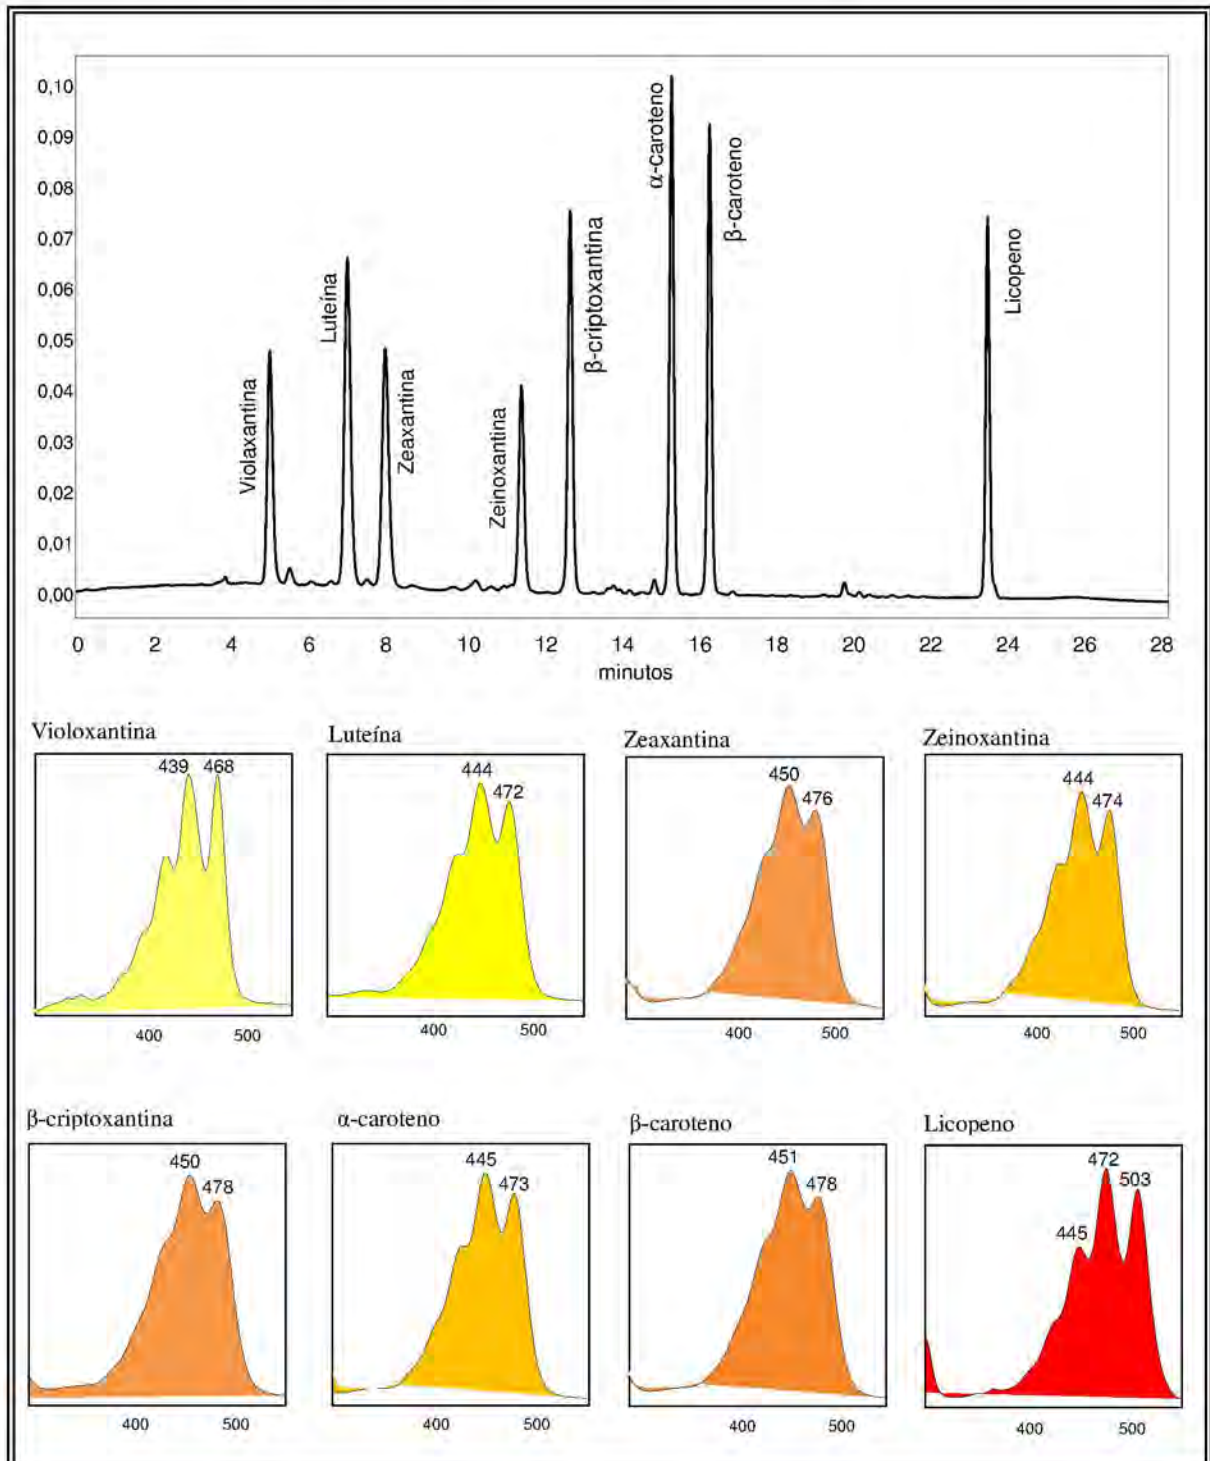 0,10
0,09
0,08
0,07
0,06
0,05
0,04
0,03
0,02
0,01
0,00
Violaxantina
Luteína
Zeaxantina
Zeinoxantina
β-criptoxantina
α-caroteno
β-caroteno
Licopeno
0 2 4 6 8 10 12 14 16 18 20 22 24 26 28
minutos
Violoxantina
439 468
400 500
Luteína
444
472
400 500
Zeaxantina
450
476
400 500
Zeinoxantina
444
474
400 500
β-criptoxantina
450
478
400 500
α-caroteno
445
473
400 500
β-caroteno
451
478
400 500
Licopeno
472
503
445
400 500